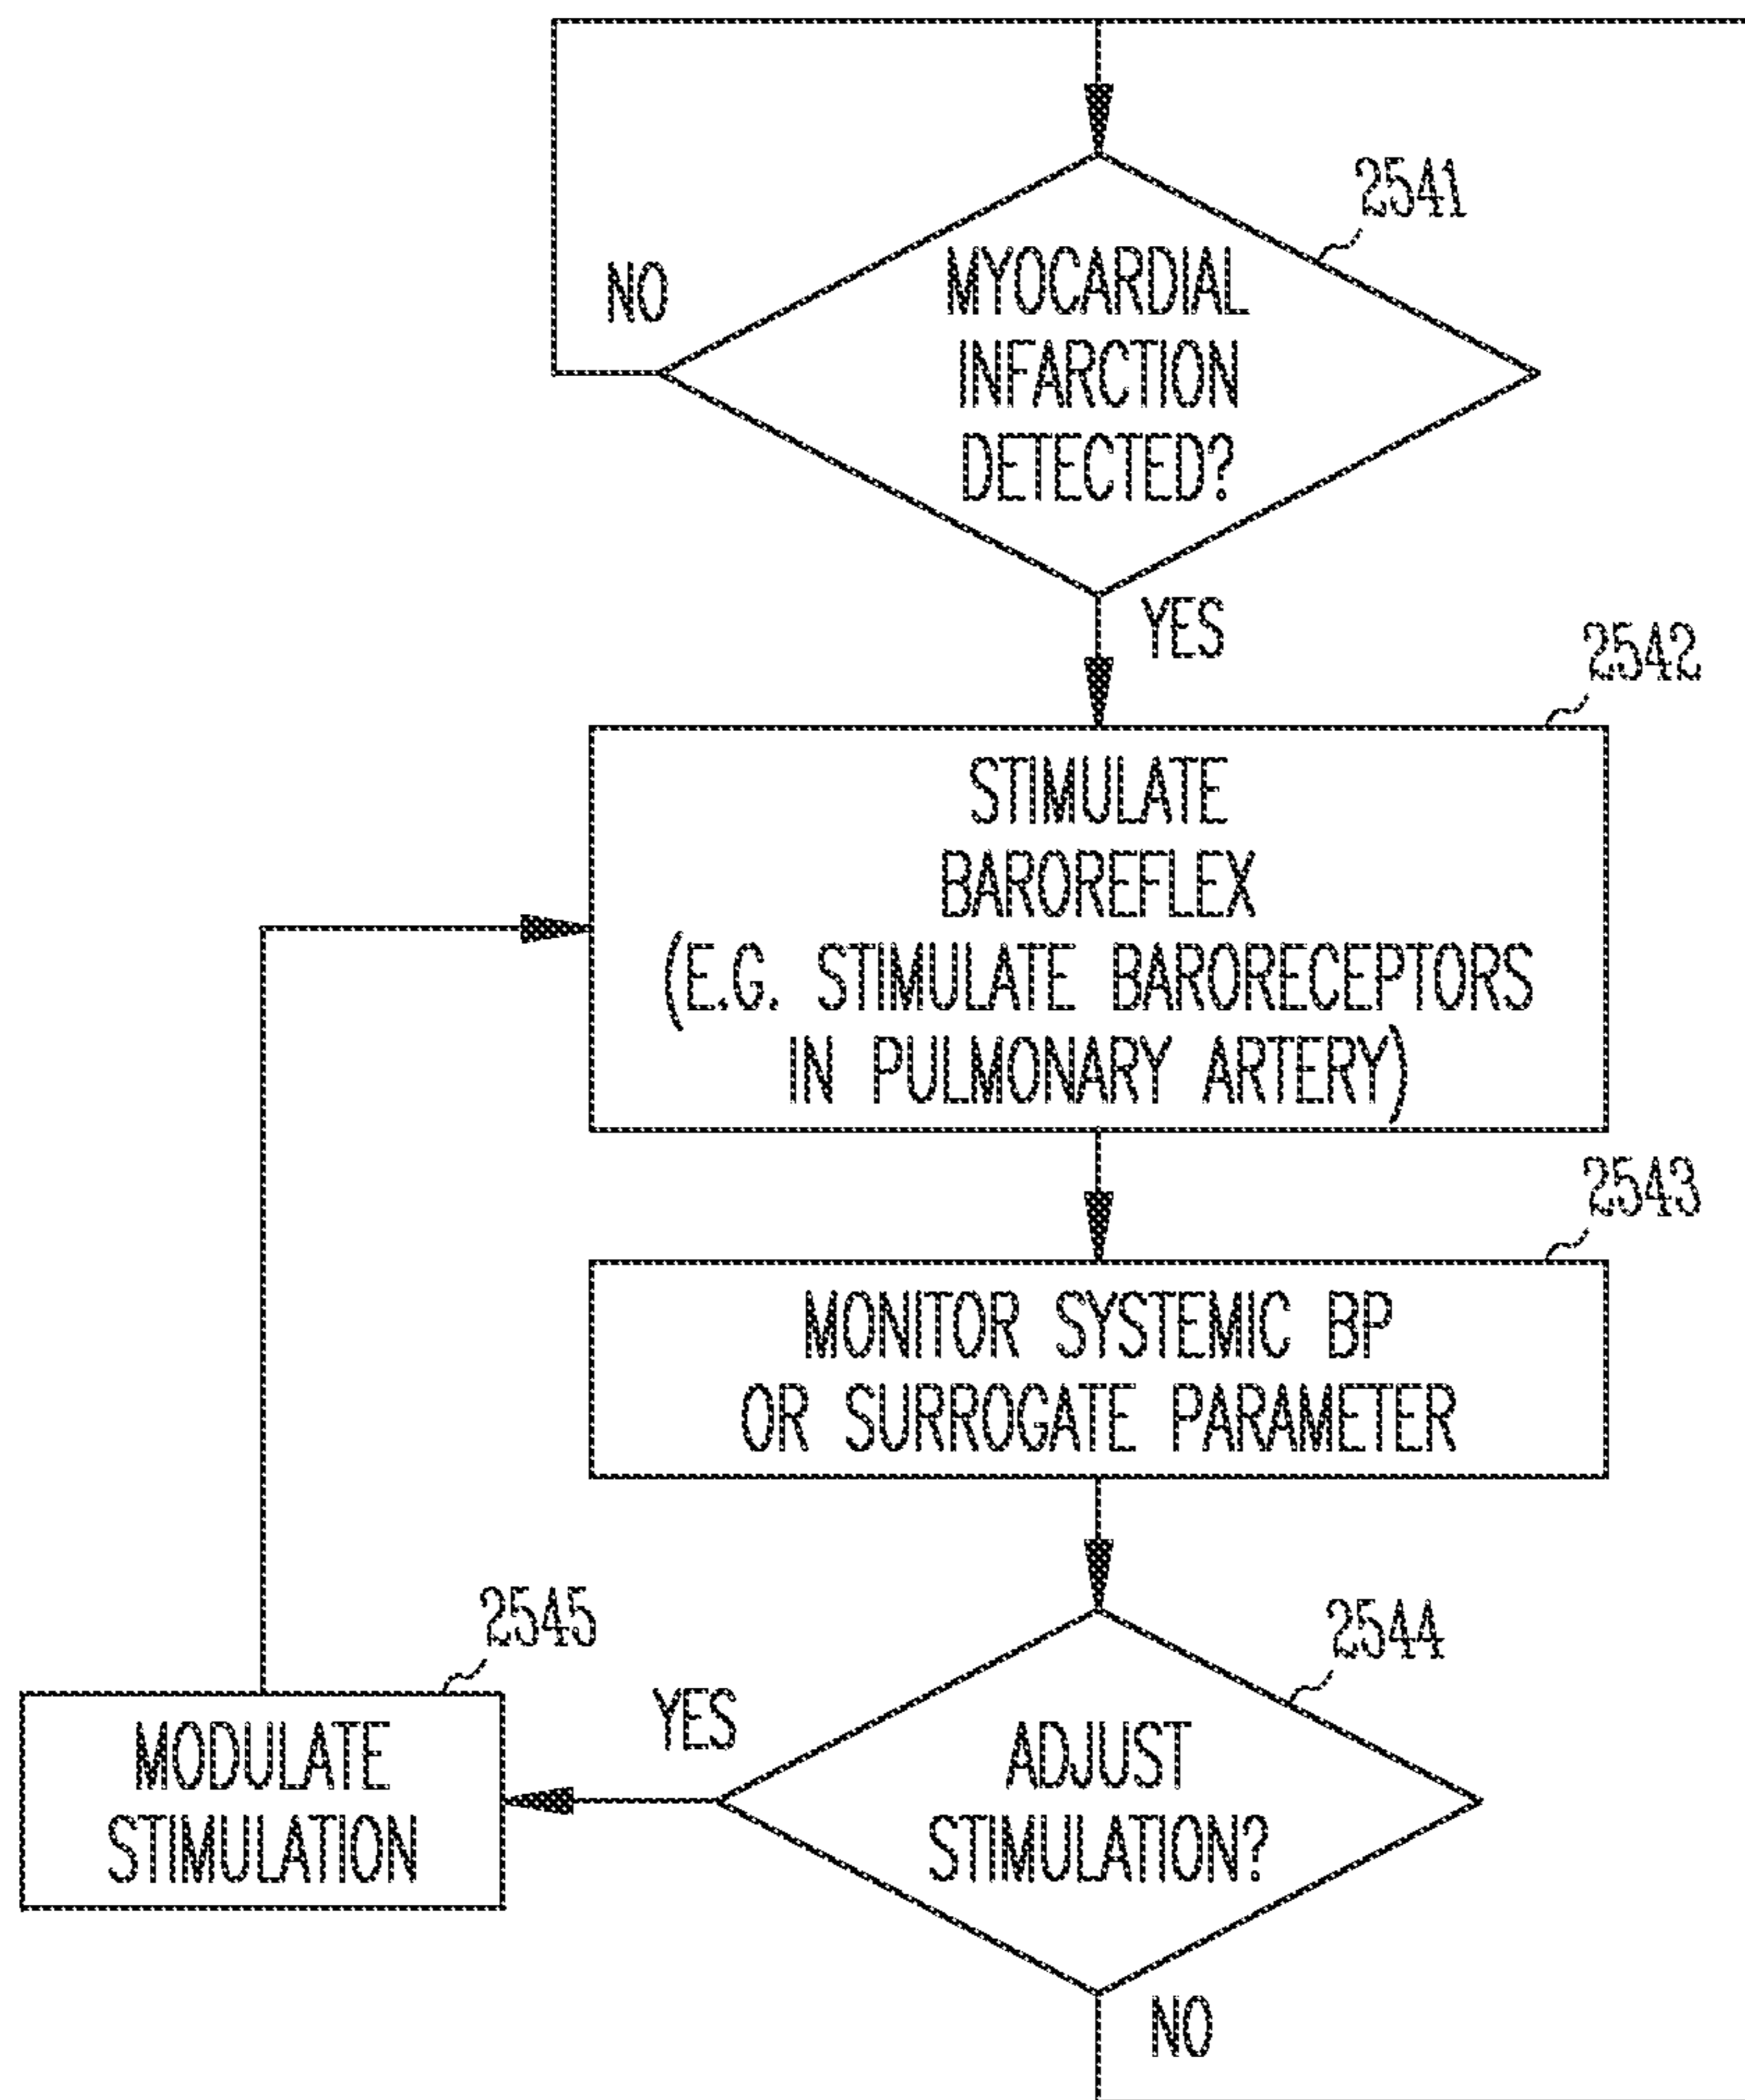 2541
NO
MYOCARDIAL
INFARCTION
DETECTED?
YES
2542
STIMULATE
BAROREFLEX
(E.G. STIMULATE BARORECEPTORS
IN PULMONARY ARTERY)
2543
MONITOR SYSTEMIC BP
OR SURROGATE PARAMETER
2545
2544
YES
MODULATE
STIMULATION
ADJUST
STIMULATION?
NO